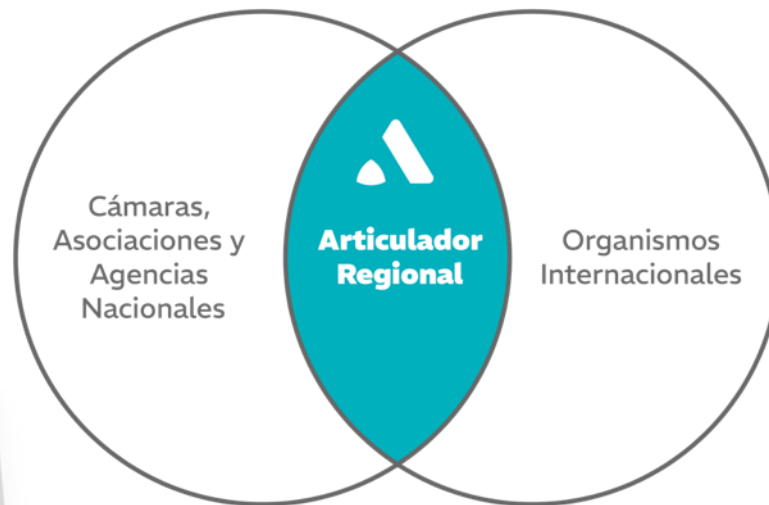 Cámaras,
Asociaciones y
Agencias
Nacionales
Articulador
Regional
Organismos
Internacionales